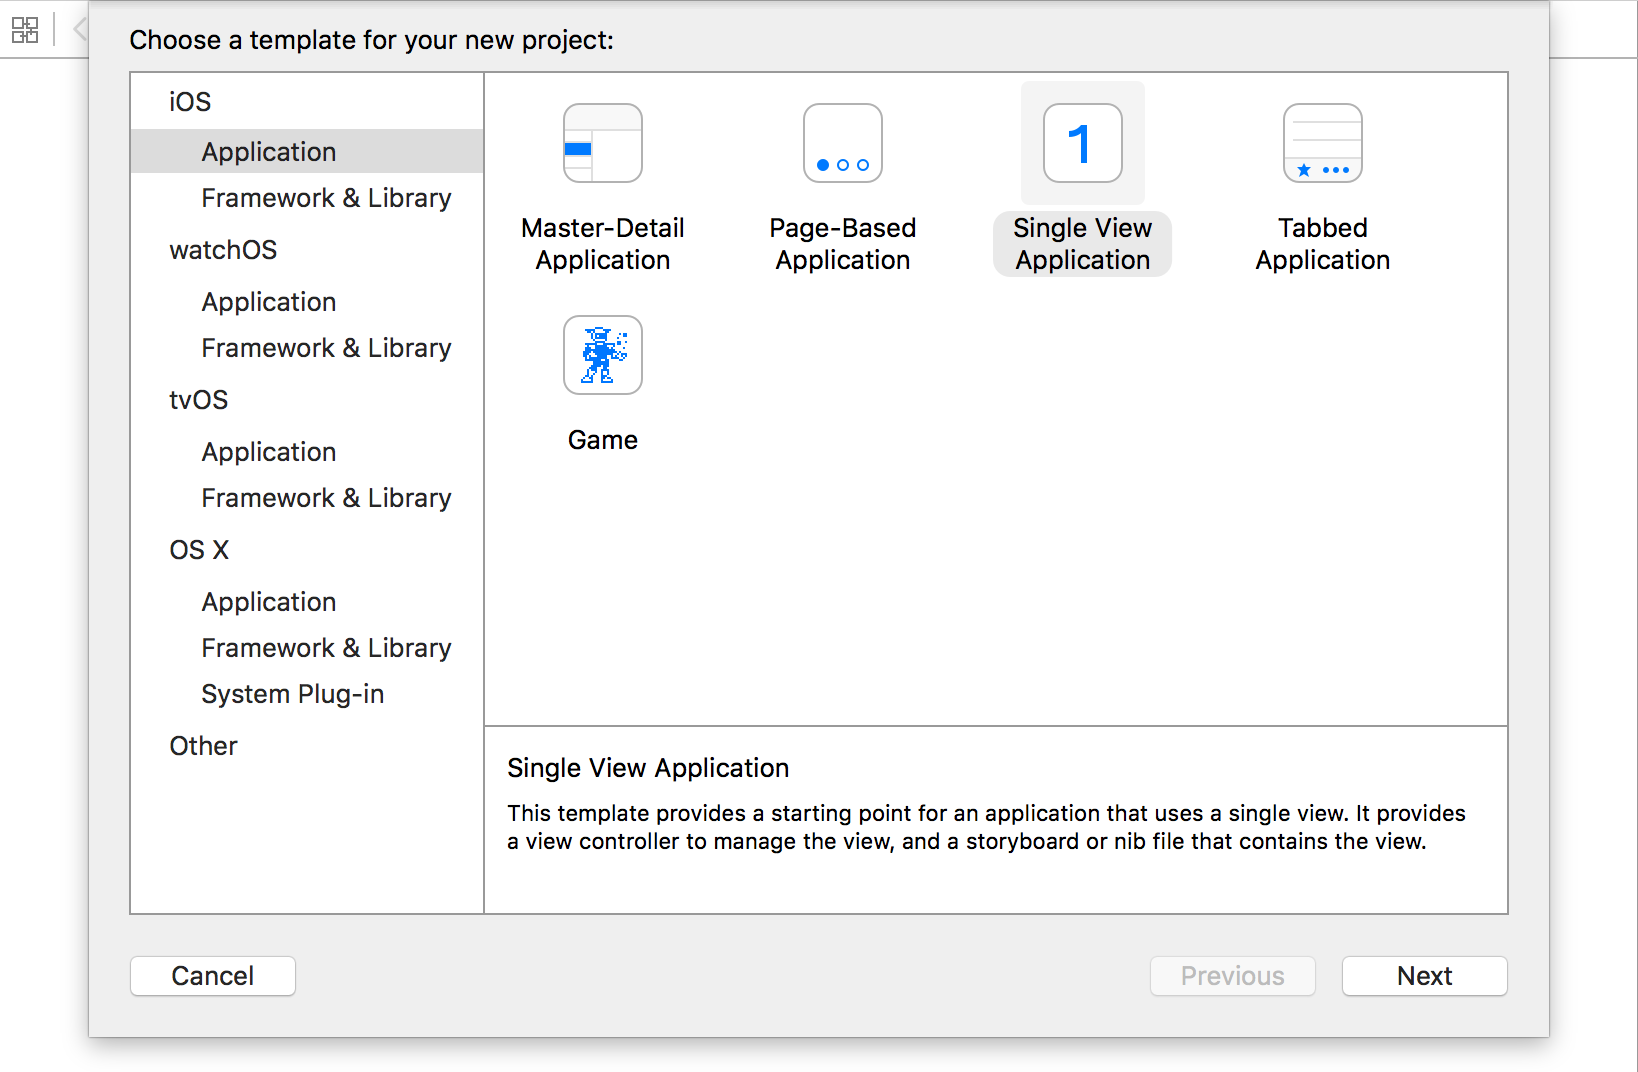 Choose a template for your new project:
iOS
Application
Framework & Library
watchOS
Application
Framework & Library
tvOS
Application
Framework & Library
OS X
Application
Framework & Library
System Plug-in
Other
Master-Detail
Application
Page-Based
Application
1
Single View
Application
Tabbed
Application
Game
Single View Application
This template provides a starting point for an application that uses a single view. It provides
a view controller to manage the view, and a storyboard or nib file that contains the view.
Cancel
Previous
Next